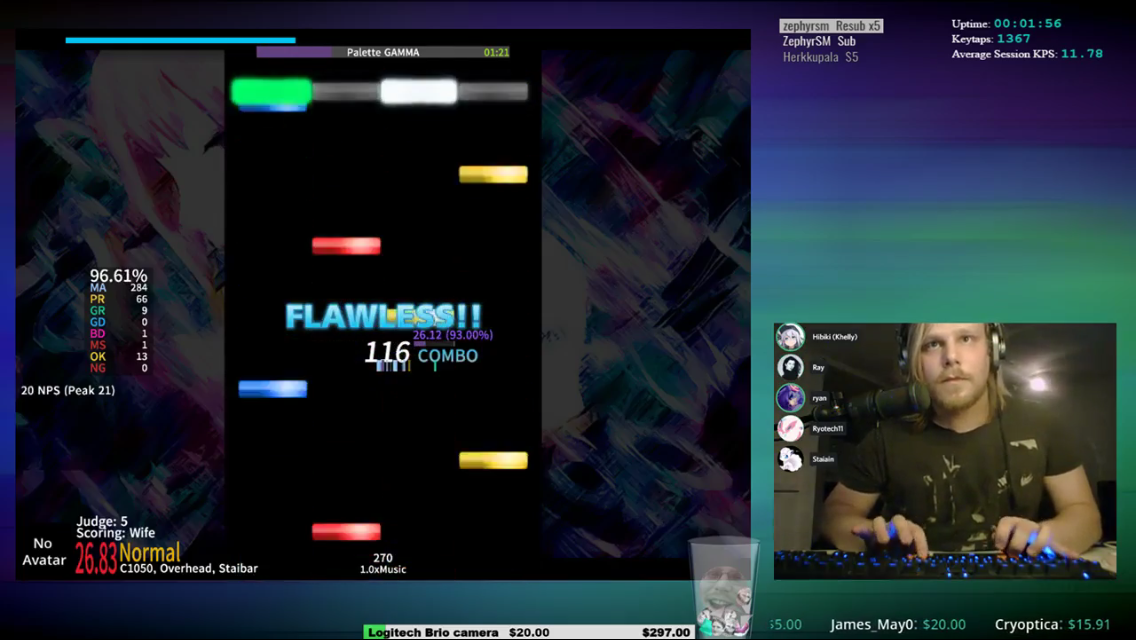 zephyrsm Resub x5
ZephyrSM Sub
Herkkupala S5
Uptime: 00:01:56
Keytaps: 1367
Average Session KPS: 11.78
Palette GAMMA 01:21
96.61%
MA 284
PR 66
GR 9
GD 0
BD 1
MS 1
OK 13
NG 0
20 NPS (Peak 21)
FLAWLESS!!
26.12 (93.00%)
116 COMBO
Hibiki (Khelly)
Ray
ryan
Ryotech11
Staiain
Judge: 5
Scoring: Wife
No Avatar
26.83 Normal
C1050, Overhead, Staibar
270
1.0xMusic
Logitech Brio camera $20.00 $297.00
James_May0: $20.00 Cryoptica: $15.91